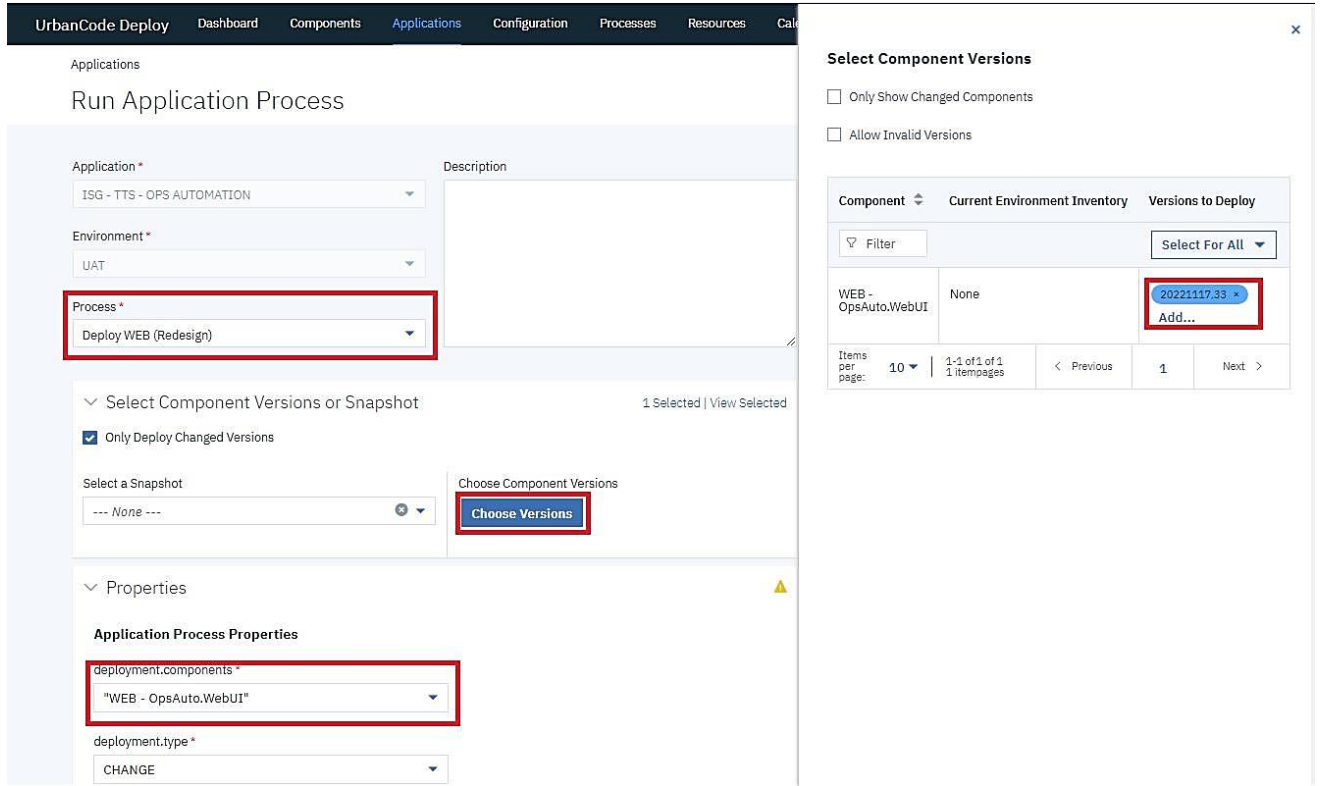 UrbanCode Deploy Dashboard Components Applications Configuration Processes Resources
Applications
Run Application Process
Application *
ISG - TTS - OPS AUTOMATION
Environment *
UAT
Process *
Deploy WEB (Redesign)
Description
Select Component Versions or Snapshot
1 Selected | View Selected
Only Deploy Changed Versions
Select a Snapshot
--- None ---
Choose Component Versions
Choose Versions
Properties
Application Process Properties
deployment.components *
"WEB - OpsAuto.WebUI"
deployment.type *
CHANGE
×
Select Component Versions
Only Show Changed Components
Allow Invalid Versions
Component Current Environment Inventory Versions to Deploy
Filter
Select For All
WEB -
OpsAuto.WebUI
None
20221117.33 ×
Add...
Items
per
page:
10
1-1 of 1 of 1
1 itempages
< Previous
1
Next >